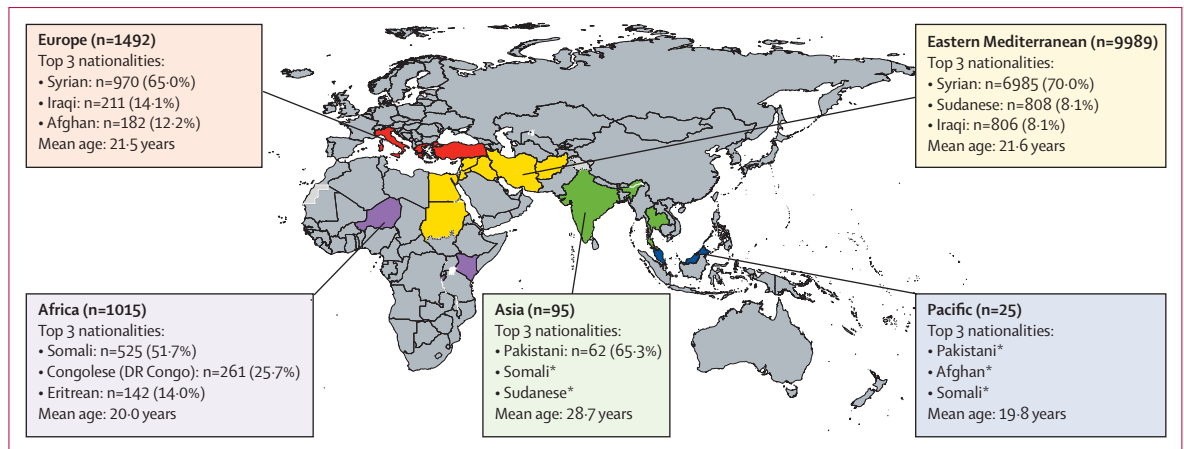 Europe (n=1492)
Top 3 nationalities:
• Syrian: n=970 (65·0%)
• Iraqi: n=211 (14·1%)
• Afghan: n=182 (12·2%)
Mean age: 21·5 years
Eastern Mediterranean (n=9989)
Top 3 nationalities:
• Syrian: n=6985 (70·0%)
• Sudanese: n=808 (8·1%)
• Iraqi: n=806 (8·1%)
Mean age: 21·6 years
Africa (n=1015)
Top 3 nationalities:
• Somali: n=525 (51·7%)
• Congolese (DR Congo): n=261 (25·7%)
• Eritrean: n=142 (14·0%)
Mean age: 20·0 years
Asia (n=95)
Top 3 nationalities:
• Pakistani: n=62 (65·3%)
• Somali*
• Sudanese*
Mean age: 28·7 years
Pacific (n=25)
Top 3 nationalities:
• Pakistani*
• Afghan*
• Somali*
Mean age: 19·8 years